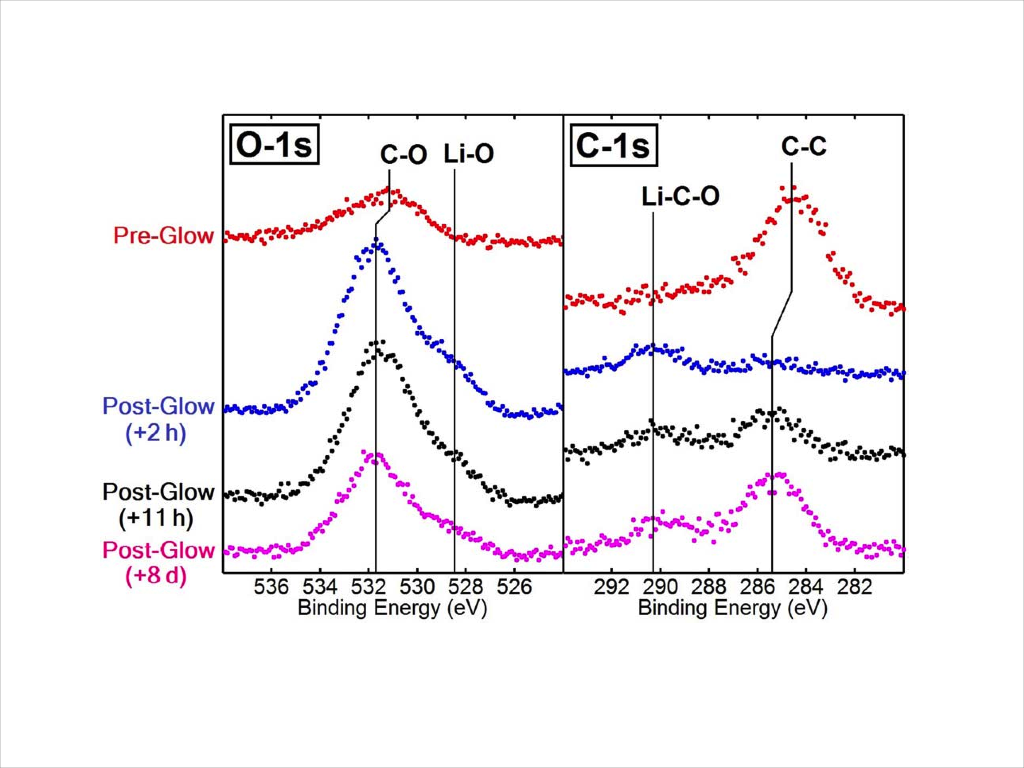 O-1s
C-O Li-O
C-1s
C-C
Li-C-O
Pre-Glow
Post-Glow
(+2 h)
Post-Glow
(+11 h)
Post-Glow
(+8 d)
536 534 532 530 528 526
Binding Energy (eV)
292 290 288 286 284 282
Binding Energy (eV)